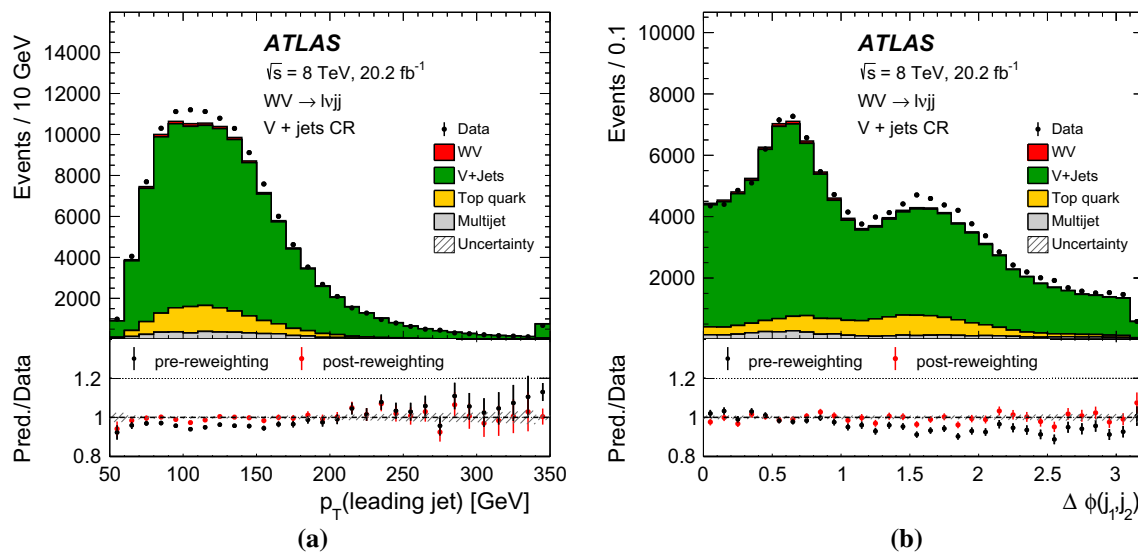 Events / 10 GeV
14000
12000
10000
8000
6000
4000
2000
ATLAS
√s = 8 TeV, 20.2 fb⁻¹
WV → lνjj
V + jets CR
Data
WV
V+Jets
Top quark
Multijet
Uncertainty
Pred./Data
pre-reweighting
post-reweighting
1.2
1
0.8
50 100 150 200 250 300 350
p_T(leading jet) [GeV]
(a)
Events / 0.1
10000
8000
6000
4000
2000
ATLAS
√s = 8 TeV, 20.2 fb⁻¹
WV → lνjj
V + jets CR
Data
WV
V+Jets
Top quark
Multijet
Uncertainty
Pred./Data
pre-reweighting
post-reweighting
1.2
1
0.8
0 0.5 1 1.5 2 2.5 3
Δ ϕ(j₁,j₂)
(b)